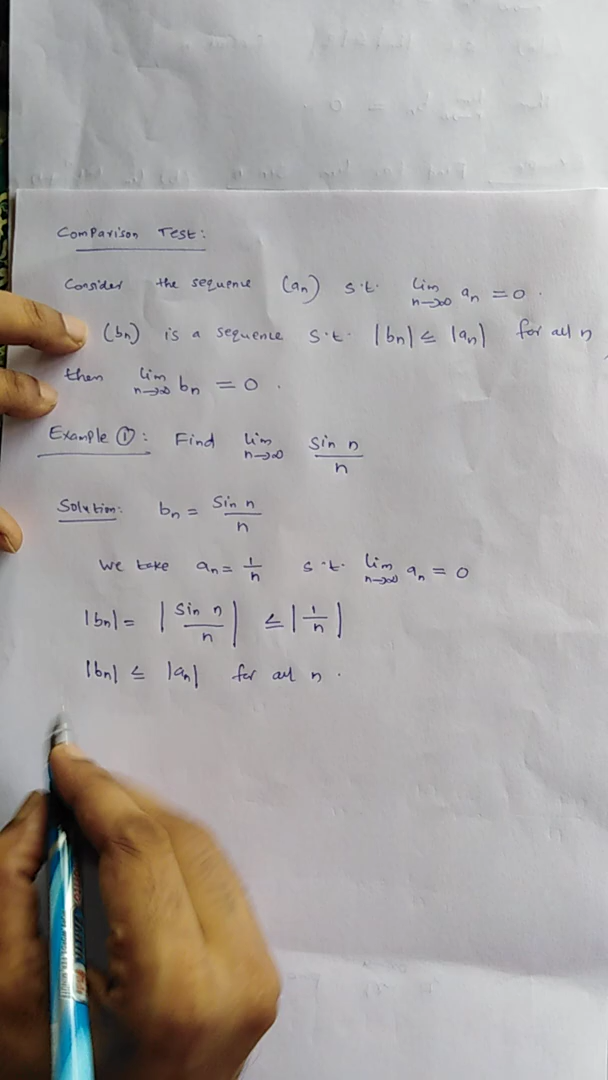 Comparison Test:
Consider the sequence (an) s.t. lim n→∞ an = 0.
(bn) is a sequence s.t. |bn| ≤ |an| for all n,
then lim n→∞ bn = 0.
Example ①: Find lim n→∞ Sin n / n
Solution: bn = Sin n / n
We take an = 1/n s.t. lim n→∞ an = 0
|bn| = |Sin n / n| ≤ |1/n|
|bn| ≤ |an| for all n.